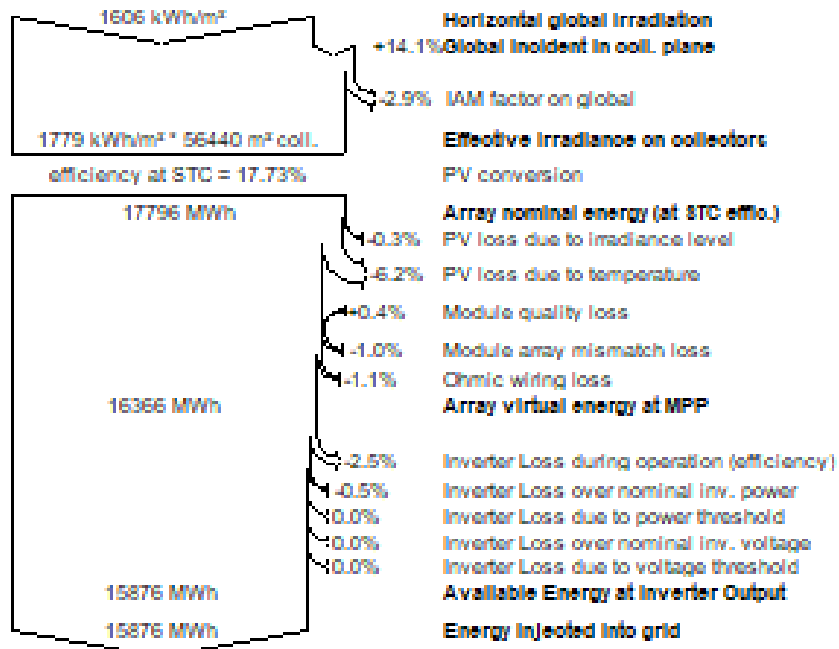 1606 kWh/m² Horizontal global irradiation
+14.1% Global incident in coll. plane
-2.9% IAM factor on global
1779 kWh/m² * 56440 m² coll. Effective irradiance on collectors
efficiency at STC = 17.73% PV conversion
17796 MWh Array nominal energy (at STC effic.)
-0.3% PV loss due to irradiance level
-6.2% PV loss due to temperature
+0.4% Module quality loss
-1.0% Module array mismatch loss
-1.1% Ohmic wiring loss
16366 MWh Array virtual energy at MPP
-2.5% Inverter Loss during operation (efficiency)
-0.5% Inverter Loss over nominal inv. power
0.0% Inverter Loss due to power threshold
0.0% Inverter Loss over nominal inv. voltage
0.0% Inverter Loss due to voltage threshold
15876 MWh Available Energy at Inverter Output
15876 MWh Energy injected into grid